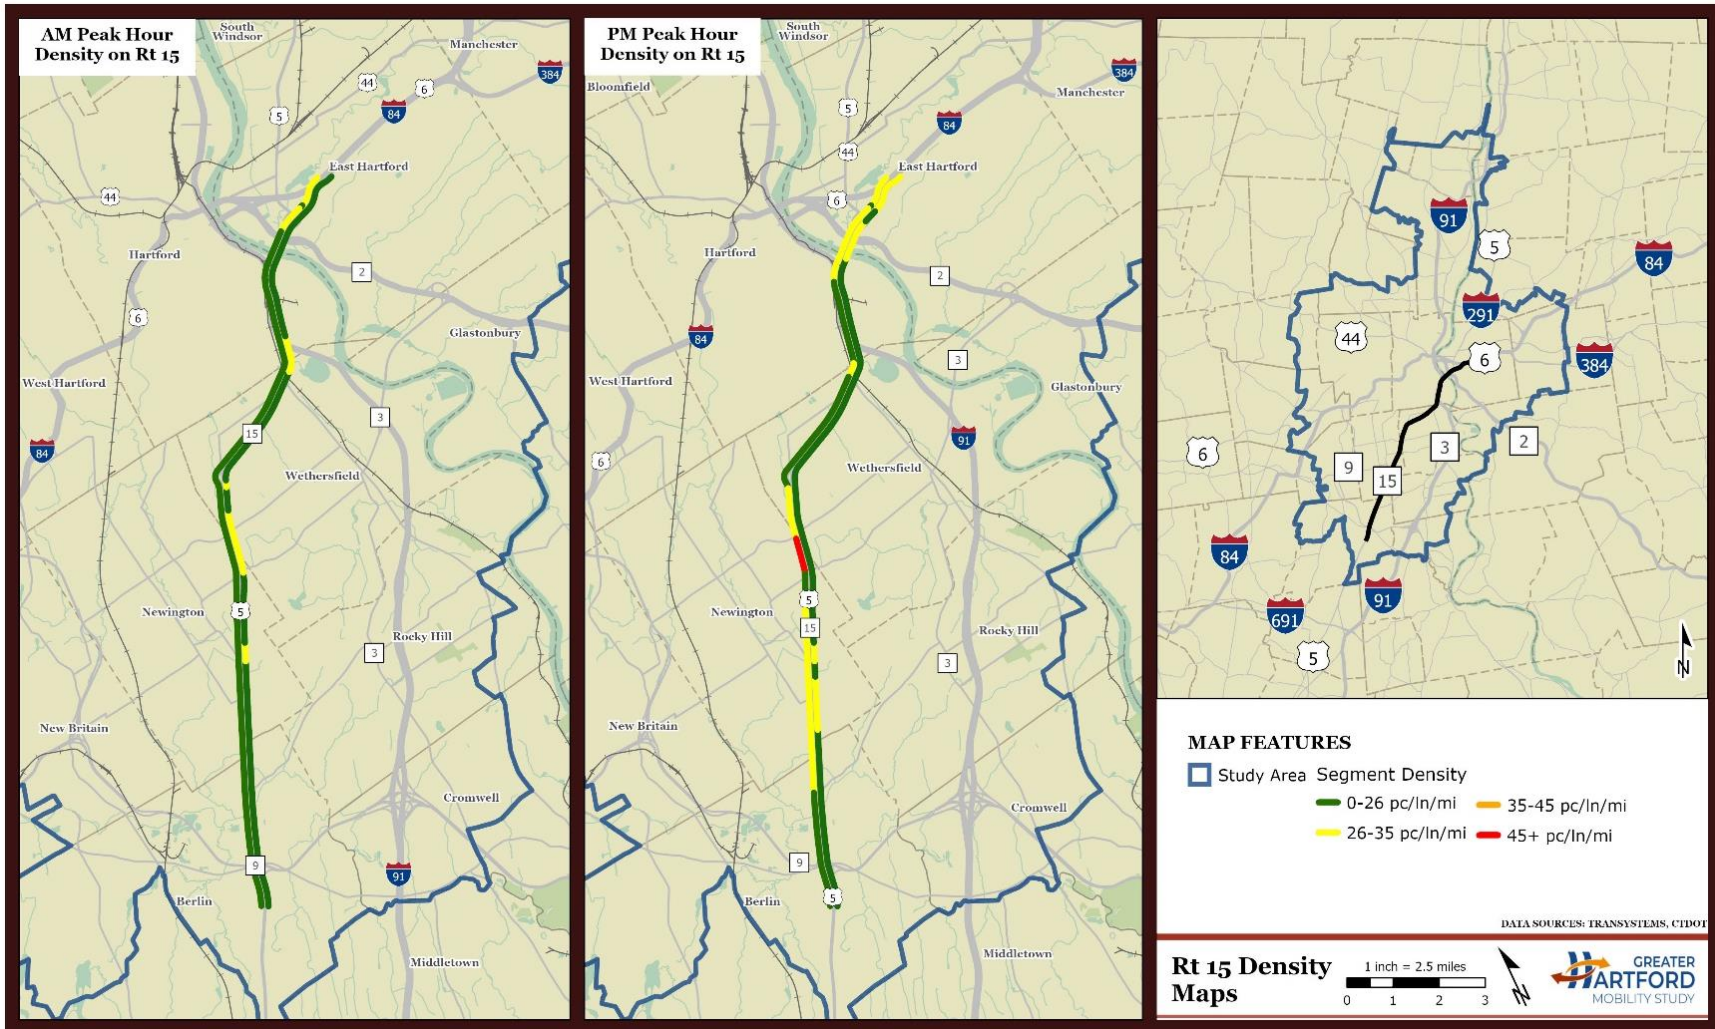 AM Peak Hour
Density on Rt 15
South
Windsor
Manchester
384
44
6
84
5
East Hartford
44
Hartford
2
6
Glastonbury
West Hartford
3
15
84
Wethersfield
Newington
5
Rocky Hill
3
New Britain
Cromwell
9
91
Berlin
Middletown
PM Peak Hour
Density on Rt 15
South
Windsor
384
Bloomfield
Manchester
5
84
44
East Hartford
6
Hartford
2
84
3
West Hartford
Glastonbury
91
6
Wethersfield
5
Newington
15
Rocky Hill
3
New Britain
Cromwell
9
5
Berlin
Middletown
91
5
84
291
44
6
384
3
2
6
9
15
84
91
691
5
N
MAP FEATURES
Study Area
Segment Density
0-26 pc/ln/mi
35-45 pc/ln/mi
26-35 pc/ln/mi
45+ pc/ln/mi
DATA SOURCES: TRANSYSTEMS, CTDOT
Rt 15 Density
Maps
1 inch = 2.5 miles
0 1 2 3
N
GREATER
HARTFORD
MOBILITY STUDY